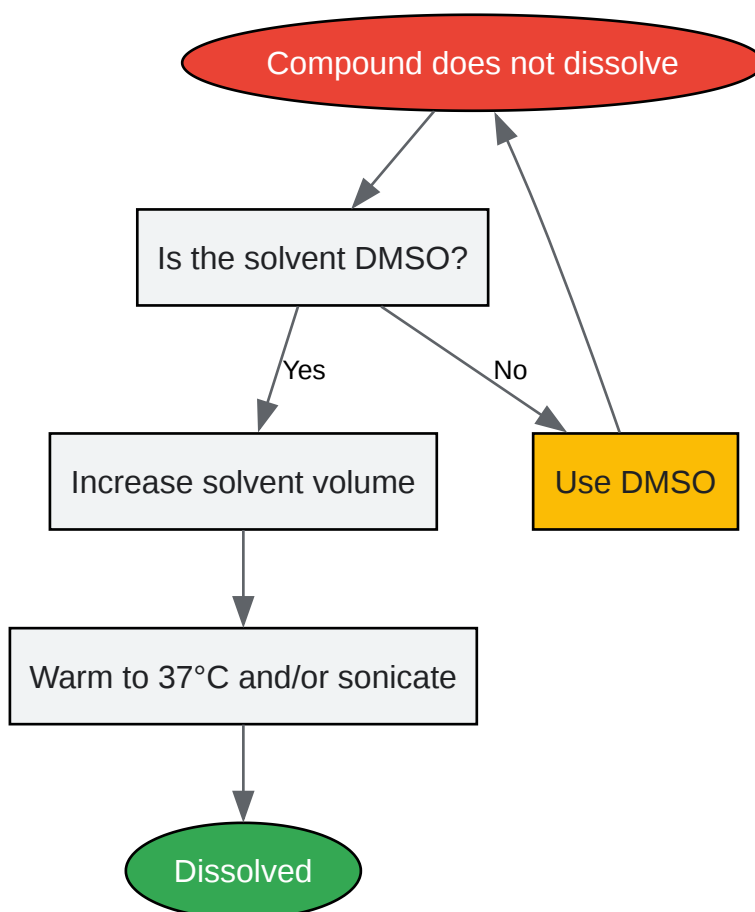 Compound does not dissolve
Is the solvent DMSO?
Yes
No
Increase solvent volume
Use DMSO
Warm to 37°C and/or sonicate
Dissolved